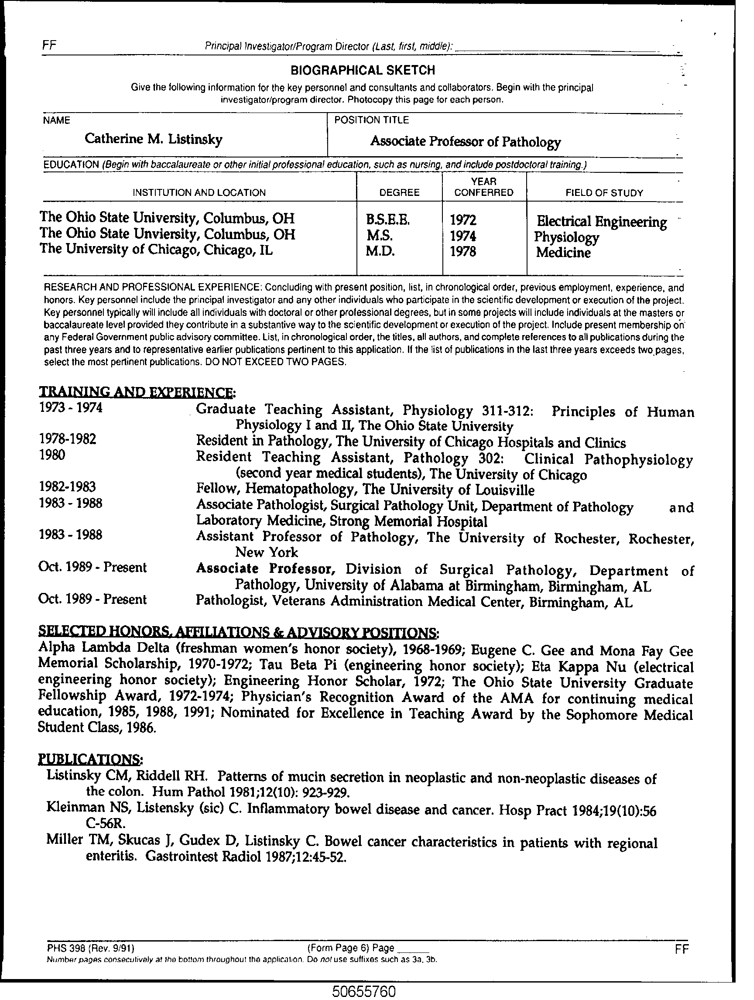 FF Principal Investigator/Program Director (Last, first, middle):
BIOGRAPHICAL SKETCH
Give the following information for the key personnel and consultants and collaborators. Begin with the principal
investigator/program director. Photocopy this page for each person.
NAME POSITION TITLE
Catherine M. Listinsky Associate Professor of Pathology
EDUCATION (Begin with baccalaureate or other initial professional education, such as nursing, and include postdoctoral training.)
INSTITUTION AND LOCATION DEGREE YEAR CONFERRED FIELD OF STUDY
The Ohio State University, Columbus, OH B.S.E.E. 1972 Electrical Engineering
The Ohio State Unviersity, Columbus, OH M.S. 1974 Physiology
The University of Chicago, Chicago, IL M.D. 1978 Medicine
RESEARCH AND PROFESSIONAL EXPERIENCE: Concluding with present position, list, in chronological order, previous employment, experience, and
honors. Key personnel include the principal investigator and any other individuals who participate in the scientific development or execution of the project.
Key personnel typically will include all individuals with doctoral or other professional degrees, but in some projects will include individuals at the masters or
baccalaureate level provided they contribute in a substantive way to the scientific development or execution of the project. Include present membership on
any Federal Government public advisory committee. List, in chronological order, the titles, all authors, and complete references to all publications during the
past three years and to representative earlier publications pertinent to this application. If the list of publications in the last three years exceeds two pages,
select the most pertinent publications. DO NOT EXCEED TWO PAGES.
TRAINING AND EXPERIENCE:
1973 - 1974 Graduate Teaching Assistant, Physiology 311-312: Principles of Human
Physiology I and II, The Ohio State University
1978-1982 Resident in Pathology, The University of Chicago Hospitals and Clinics
1980 Resident Teaching Assistant, Pathology 302: Clinical Pathophysiology
(second year medical students), The University of Chicago
1982-1983 Fellow, Hematopathology, The University of Louisville
1983 - 1988 Associate Pathologist, Surgical Pathology Unit, Department of Pathology and
Laboratory Medicine, Strong Memorial Hospital
1983 - 1988 Assistant Professor of Pathology, The University of Rochester, Rochester,
New York
Oct. 1989 - Present Associate Professor, Division of Surgical Pathology, Department of
Pathology, University of Alabama at Birmingham, Birmingham, AL
Oct. 1989 - Present Pathologist, Veterans Administration Medical Center, Birmingham, AL
SELECTED HONORS, AFFILIATIONS & ADVISORY POSITIONS:
Alpha Lambda Delta (freshman women's honor society), 1968-1969; Eugene C. Gee and Mona Fay Gee
Memorial Scholarship, 1970-1972; Tau Beta Pi (engineering honor society); Eta Kappa Nu (electrical
engineering honor society); Engineering Honor Scholar, 1972; The Ohio State University Graduate
Fellowship Award, 1972-1974; Physician's Recognition Award of the AMA for continuing medical
education, 1985, 1988, 1991; Nominated for Excellence in Teaching Award by the Sophomore Medical
Student Class, 1986.
PUBLICATIONS:
Listinsky CM, Riddell RH. Patterns of mucin secretion in neoplastic and non-neoplastic diseases of
the colon. Hum Pathol 1981;12(10): 923-929.
Kleinman NS, Listensky (sic) C. Inflammatory bowel disease and cancer. Hosp Pract 1984;19(10):56
C-56R.
Miller TM, Skucas J, Gudex D, Listinsky C. Bowel cancer characteristics in patients with regional
enteritis. Gastrointest Radiol 1987;12:45-52.
PHS 398 (Rev. 9/91) (Form Page 6) Page FF
Number pages consecutively at the bottom throughout the application. Do not use suffixes such as 3a, 3b.
50655760